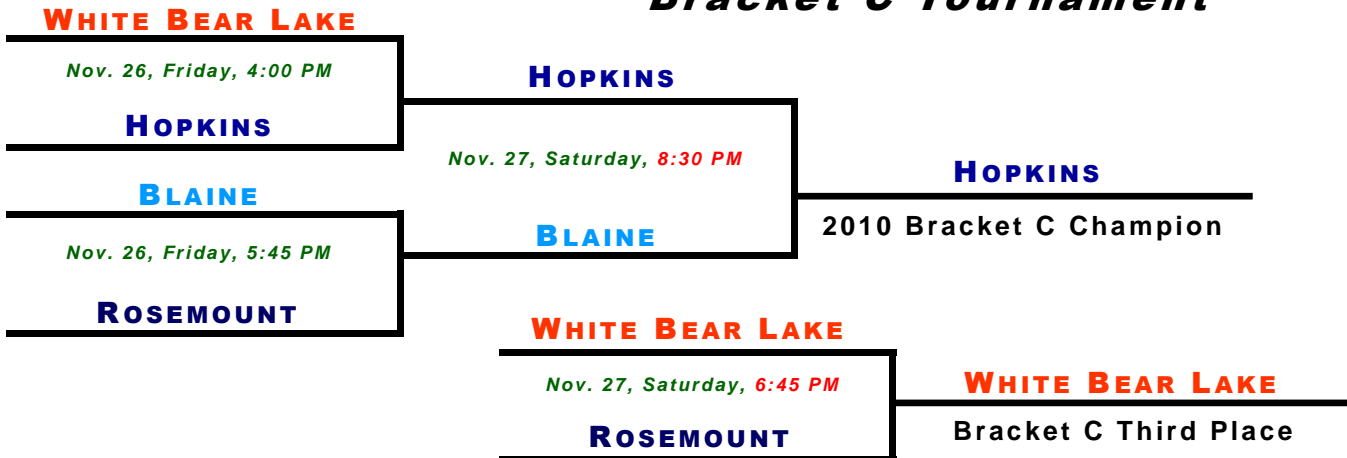 Bracket C Tournament
WHITE BEAR LAKE
Nov. 26, Friday, 4:00 PM
HOPKINS
HOPKINS
Nov. 27, Saturday, 8:30 PM
HOPKINS
2010 Bracket C Champion
BLAINE
BLAINE
Nov. 26, Friday, 5:45 PM
ROSEMOUNT
WHITE BEAR LAKE
Nov. 27, Saturday, 6:45 PM
WHITE BEAR LAKE
Bracket C Third Place
ROSEMOUNT